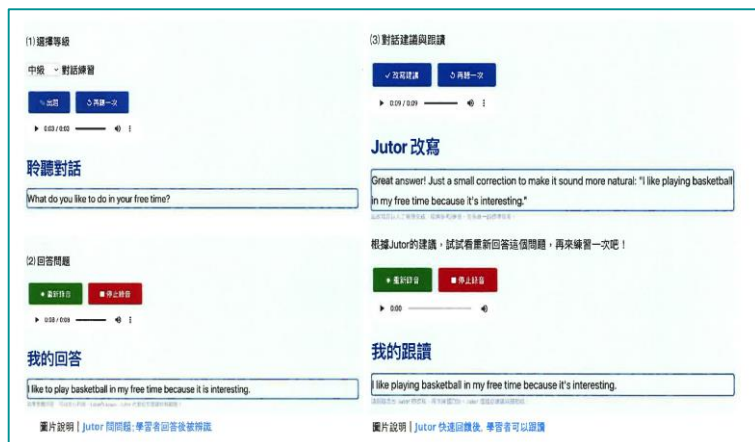 (1) 選擇等級
中級 對話練習
出題 再聽一次
0:03 / 0:03
聆聽對話
What do you like to do in your free time?
(2) 回答問題
重新錄音 停止錄音
我的回答
I like to play basketball in my free time because it is interesting.
圖片說明 | Jutor 問問題;學習者回答後被辨識
(3) 對話建議與跟讀
改寫建議 再聽一次
0:09 / 0:09
Jutor 改寫
Great answer! Just a small correction to make it sound more natural: "I like playing basketball
in my free time because it's interesting."
根據Jutor的建議,試試看重新回答這個問題,再來練習一次吧!
重新錄音 停止錄音
0:00
我的跟讀
I like playing basketball in my free time because it's interesting.
圖片說明 | Jutor 快速回饋後, 學習者可以跟讀